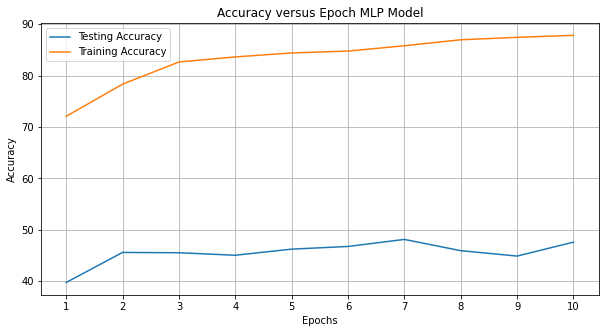 Accuracy versus Epoch MLP Model
Testing Accuracy
Training Accuracy
90
80
70
60
50
40
Accuracy
1 2 3 4 5 6 7 8 9 10
Epochs